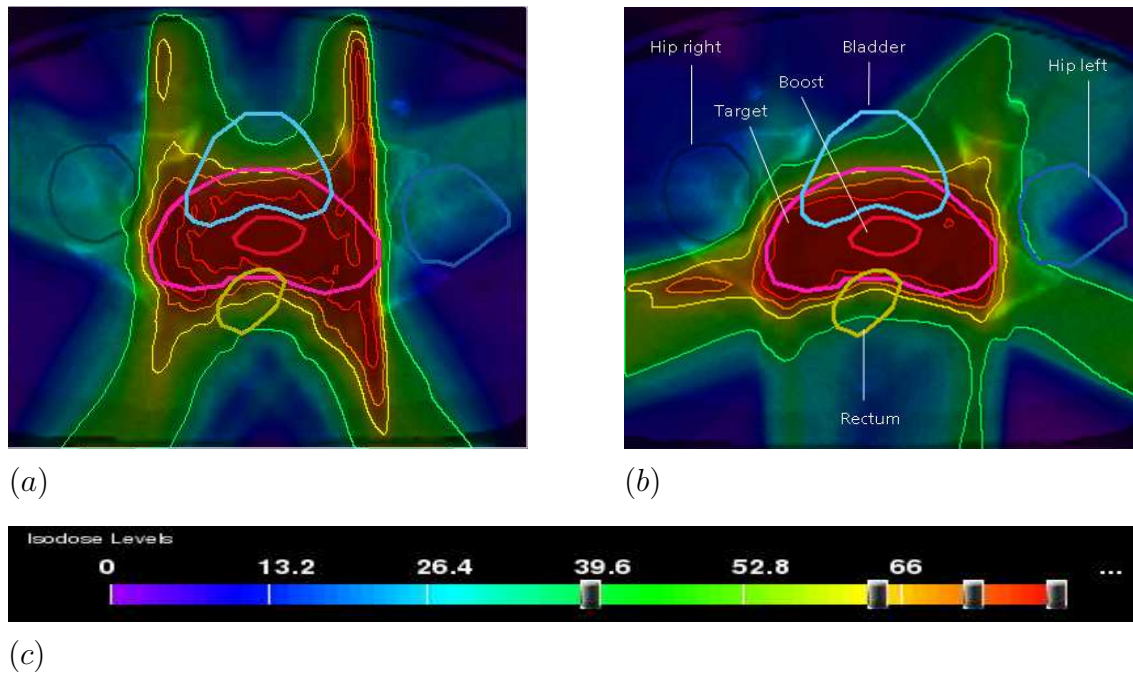 Hip right
Bladder
Hip left
Boost
Target
Rectum
(a)
(b)
Isodose Levels
0 13.2 26.4 39.6 52.8 66 ...
(c)